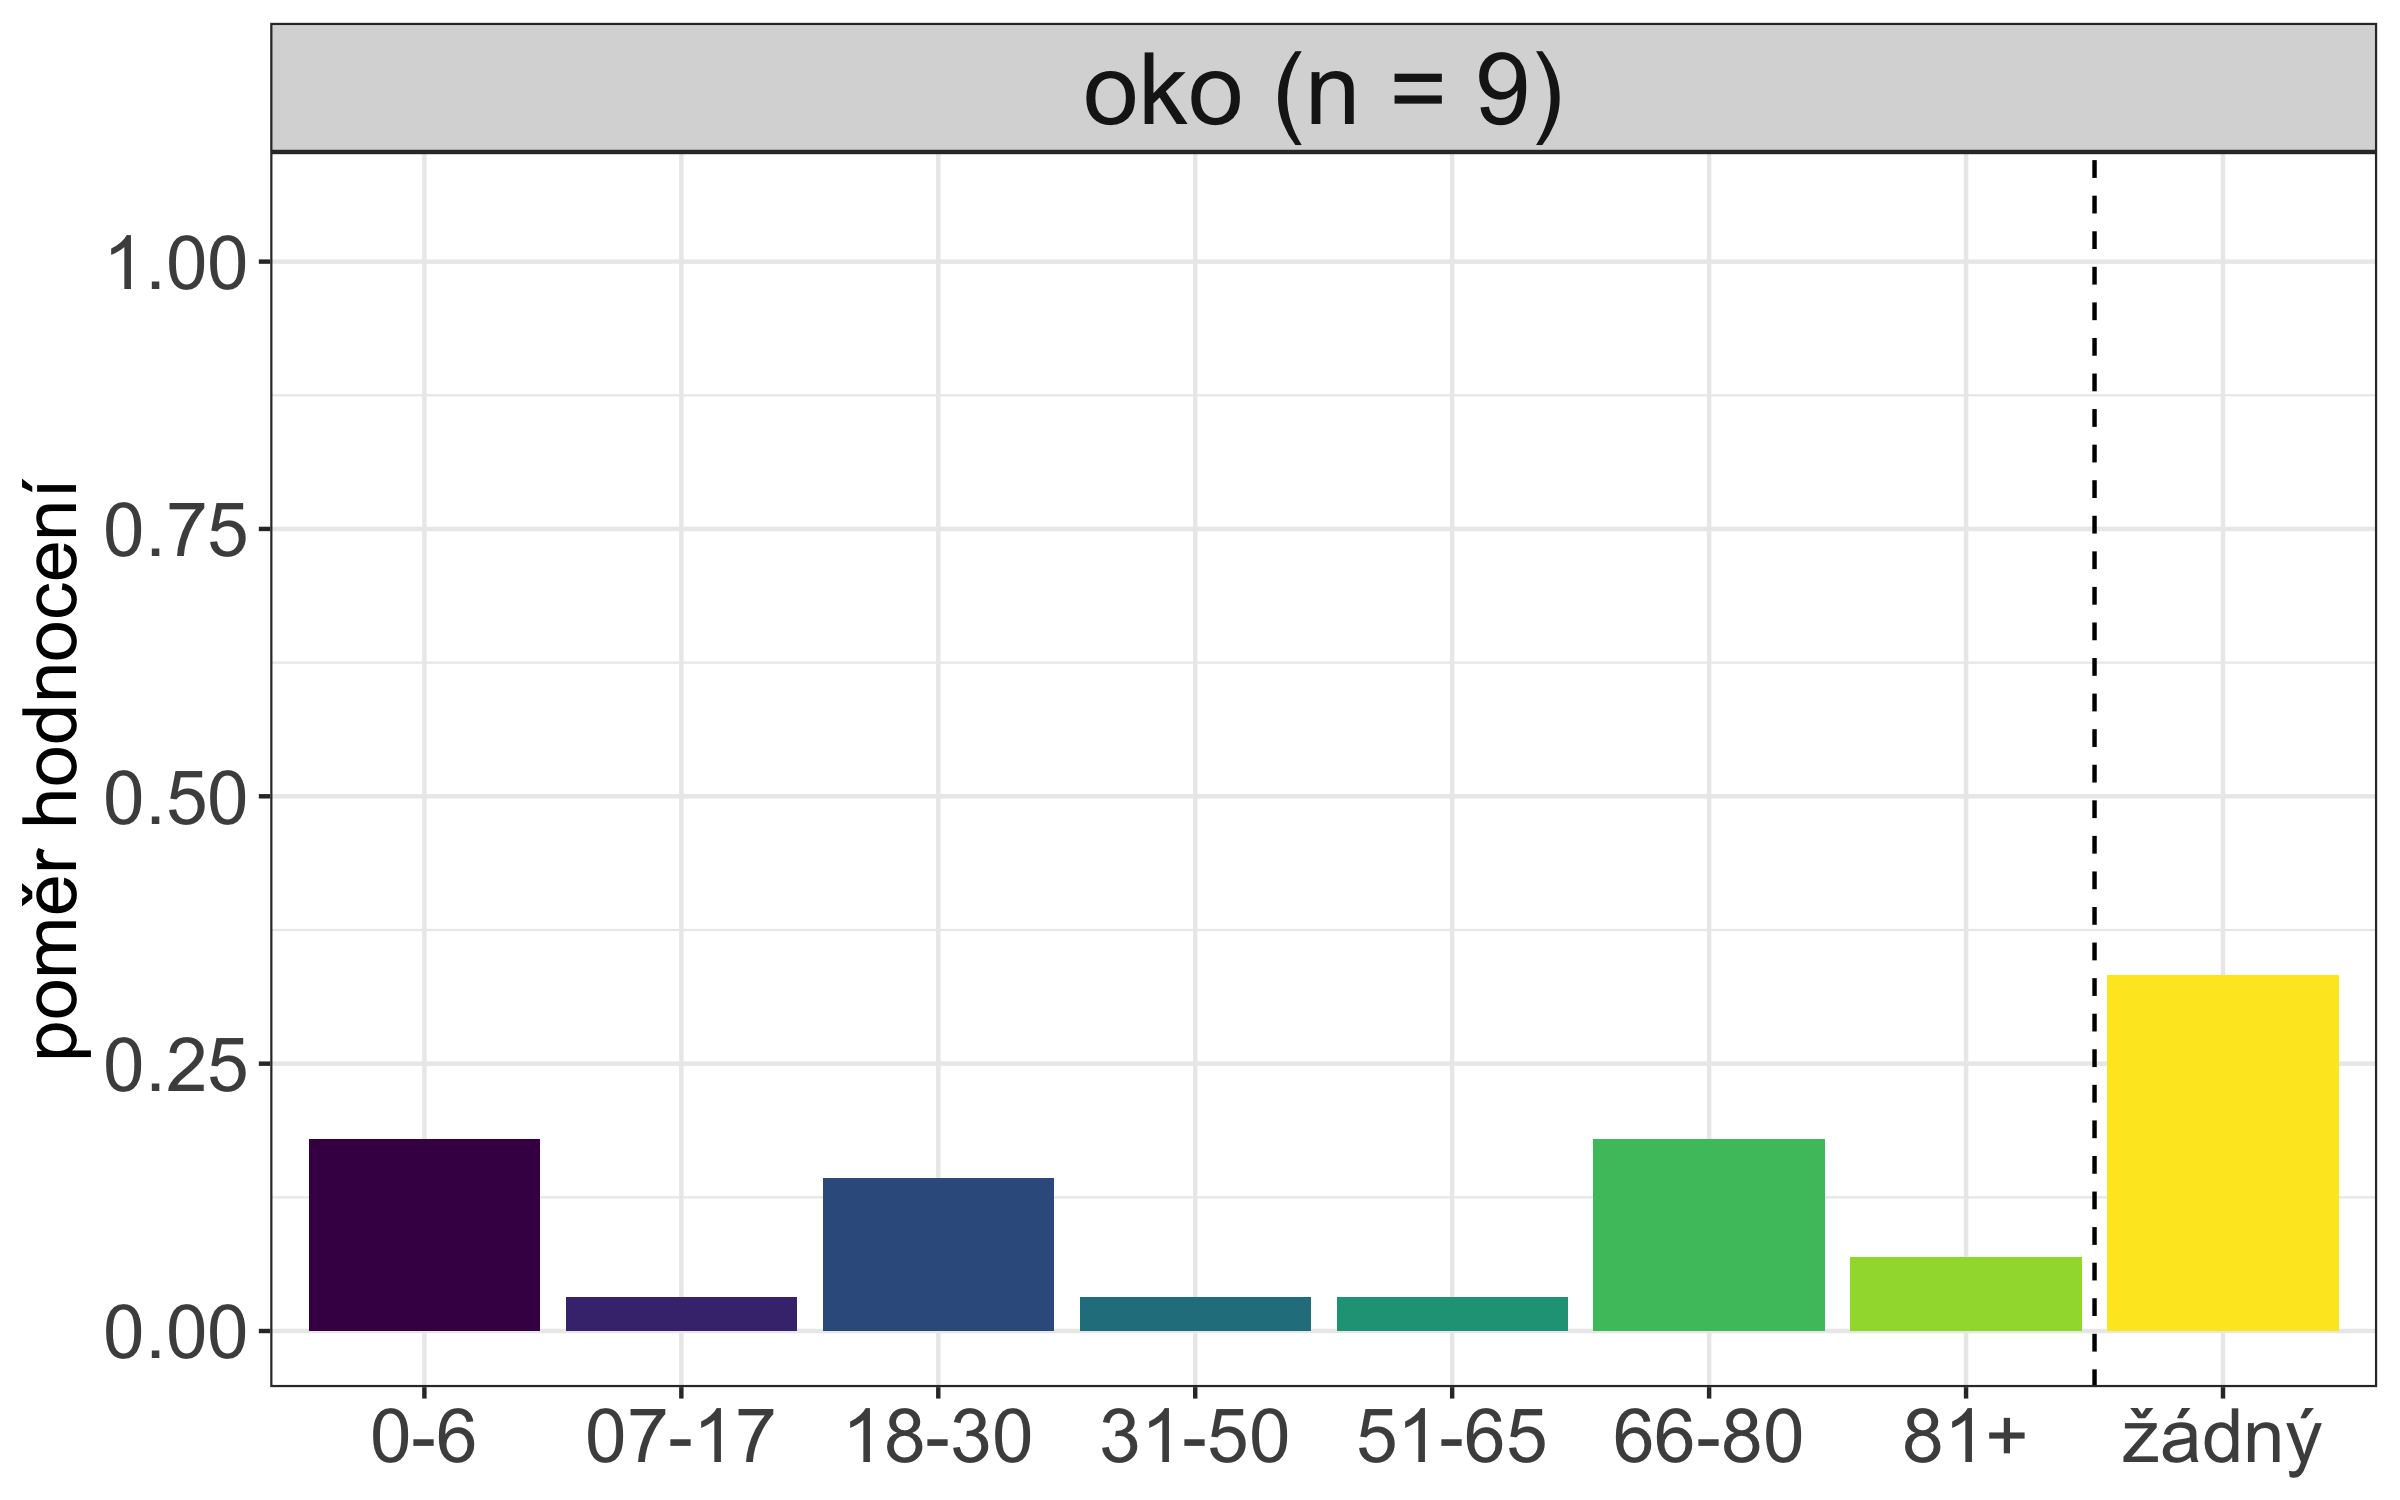 oko (n = 9)
poměr hodnocení
1.00
0.75
0.50
0.25
0.00
0-6 07-17 18-30 31-50 51-65 66-80 81+ žádný